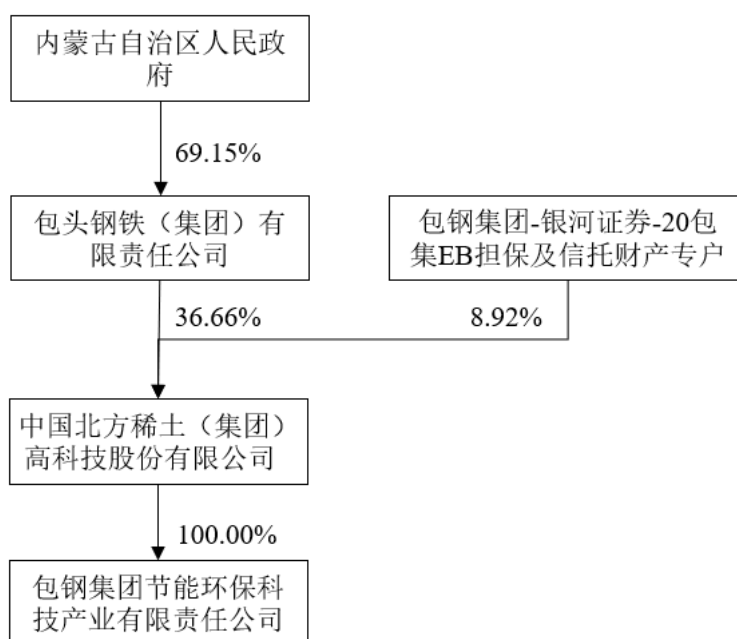 内蒙古自治区人民政
府
69.15%
包头钢铁（集团）有
限责任公司
包钢集团-银河证券-20包
集EB担保及信托财产专户
36.66%
8.92%
中国北方稀土（集团）
高科技股份有限公司
100.00%
包钢集团节能环保科
技产业有限责任公司